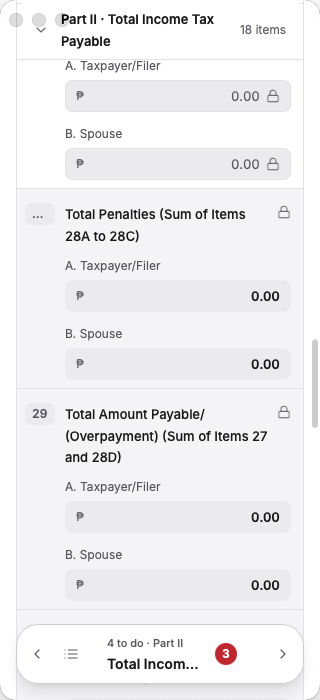 Part II · Total Income Tax
Payable
18 items
A. Taxpayer/Filer
₱ 0.00
B. Spouse
₱ 0.00
...
Total Penalties (Sum of Items
28A to 28C)
A. Taxpayer/Filer
₱ 0.00
B. Spouse
₱ 0.00
29
Total Amount Payable/
(Overpayment) (Sum of Items 27
and 28D)
A. Taxpayer/Filer
₱ 0.00
B. Spouse
₱ 0.00
4 to do · Part II
Total Incom...
3